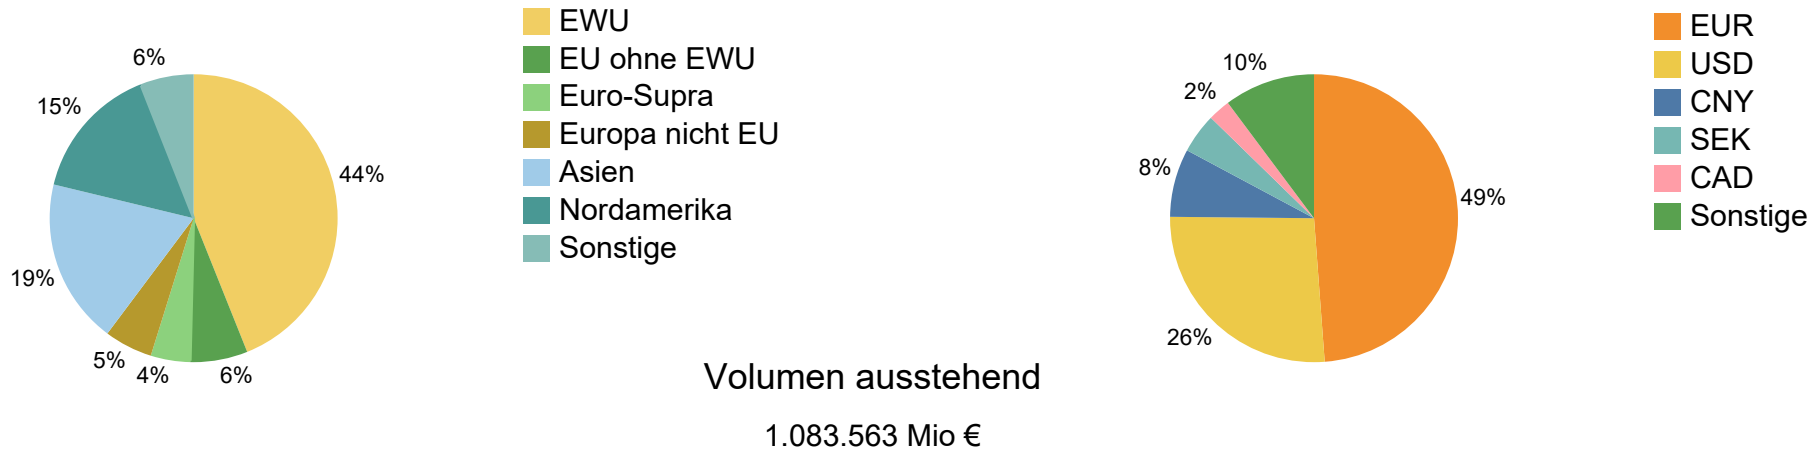 6%
15%
44%
19%
5%
4%
6%
EWU
EU ohne EWU
Euro-Supra
Europa nicht EU
Asien
Nordamerika
Sonstige
Volumen ausstehend
1.083.563 Mio €
10%
2%
8%
49%
26%
EUR
USD
CNY
SEK
CAD
Sonstige